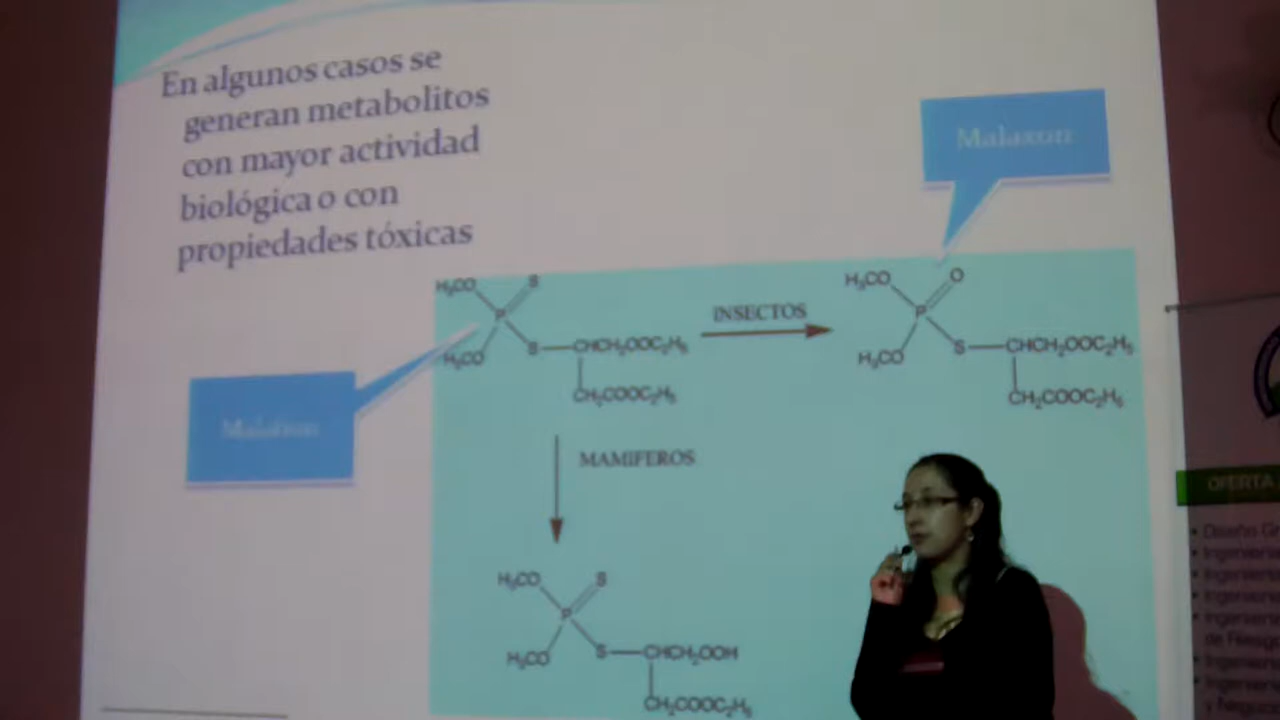 En algunos casos se
generan metabolitos
con mayor actividad
biológica o con
propiedades tóxicas
Malaxon
H₃CO
S
P
H₃CO
S
CHCH₂OOC₂H₅
CH₂COOC₂H₅
INSECTOS
H₃CO
O
P
H₃CO
S
CHCH₂OOC₂H₅
CH₂COOC₂H₅
Malation
MAMIFEROS
H₃CO
S
P
H₃CO
S
CHCH₂OOH
CH₂COOC₂H₅
OFERTA